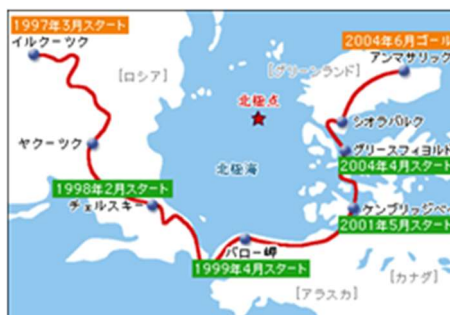 1997年3月スタート
イルクーツク
[ロシア]
ヤクーツク
1998年2月スタート
チェルスキー
北極点
北極海
バロー岬
1999年4月スタート
[アラスカ]
[カナダ]
2004年6月ゴール
アンマサリック
[グリーンランド]
シオラパルク
グリースフィヨルド
2004年4月スタート
ケンブリッジベー
2001年5月スタート